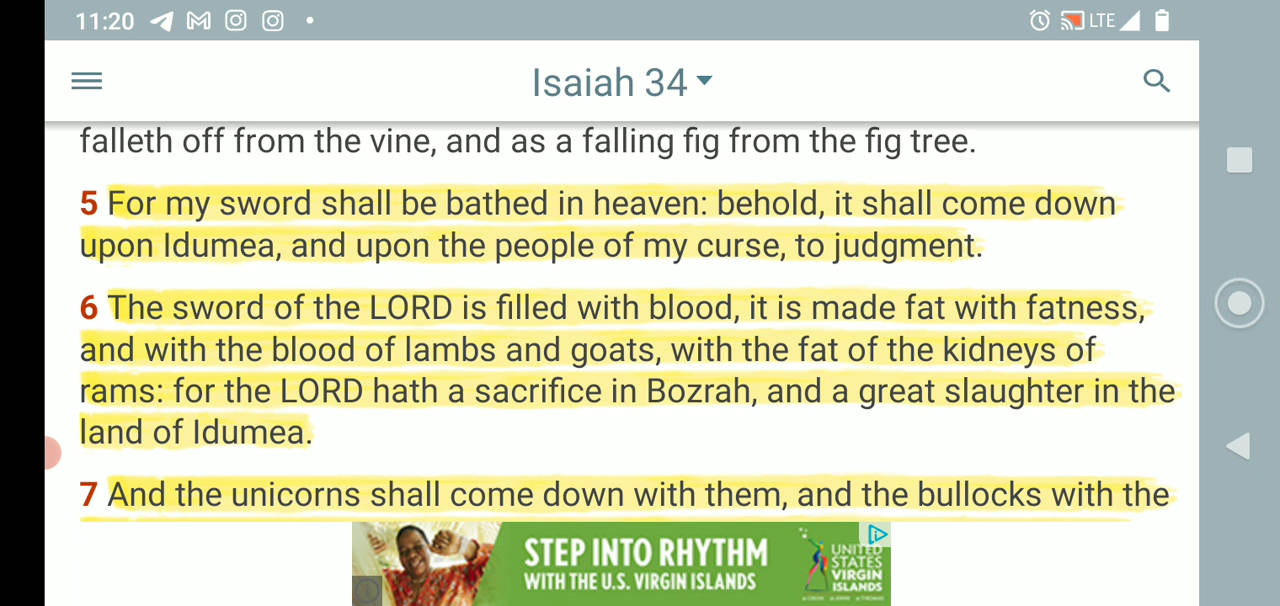 11:20
LTE
Isaiah 34
falleth off from the vine, and as a falling fig from the fig tree.
5 For my sword shall be bathed in heaven: behold, it shall come down
upon Idumea, and upon the people of my curse, to judgment.
6 The sword of the LORD is filled with blood, it is made fat with fatness,
and with the blood of lambs and goats, with the fat of the kidneys of
rams: for the LORD hath a sacrifice in Bozrah, and a great slaughter in the
land of Idumea.
7 And the unicorns shall come down with them, and the bullocks with the
STEP INTO RHYTHM
WITH THE U.S. VIRGIN ISLANDS
UNITED
STATES
VIRGIN
ISLANDS